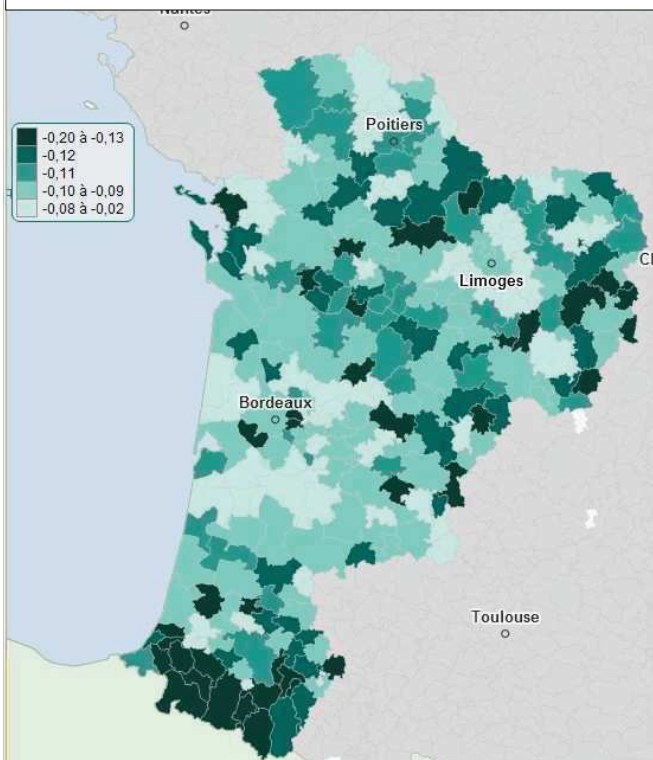 Nantes
-0,20 à -0,13
-0,12
-0,11
-0,10 à -0,09
-0,08 à -0,02
Poitiers
Limoges
Bordeaux
Toulouse